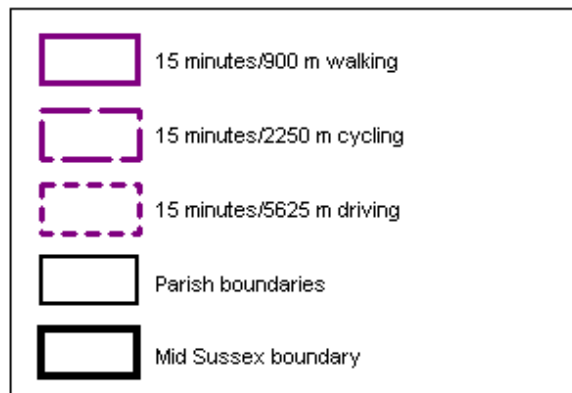 15 minutes/900 m walking
15 minutes/2250 m cycling
15 minutes/5625 m driving
Parish boundaries
Mid Sussex boundary